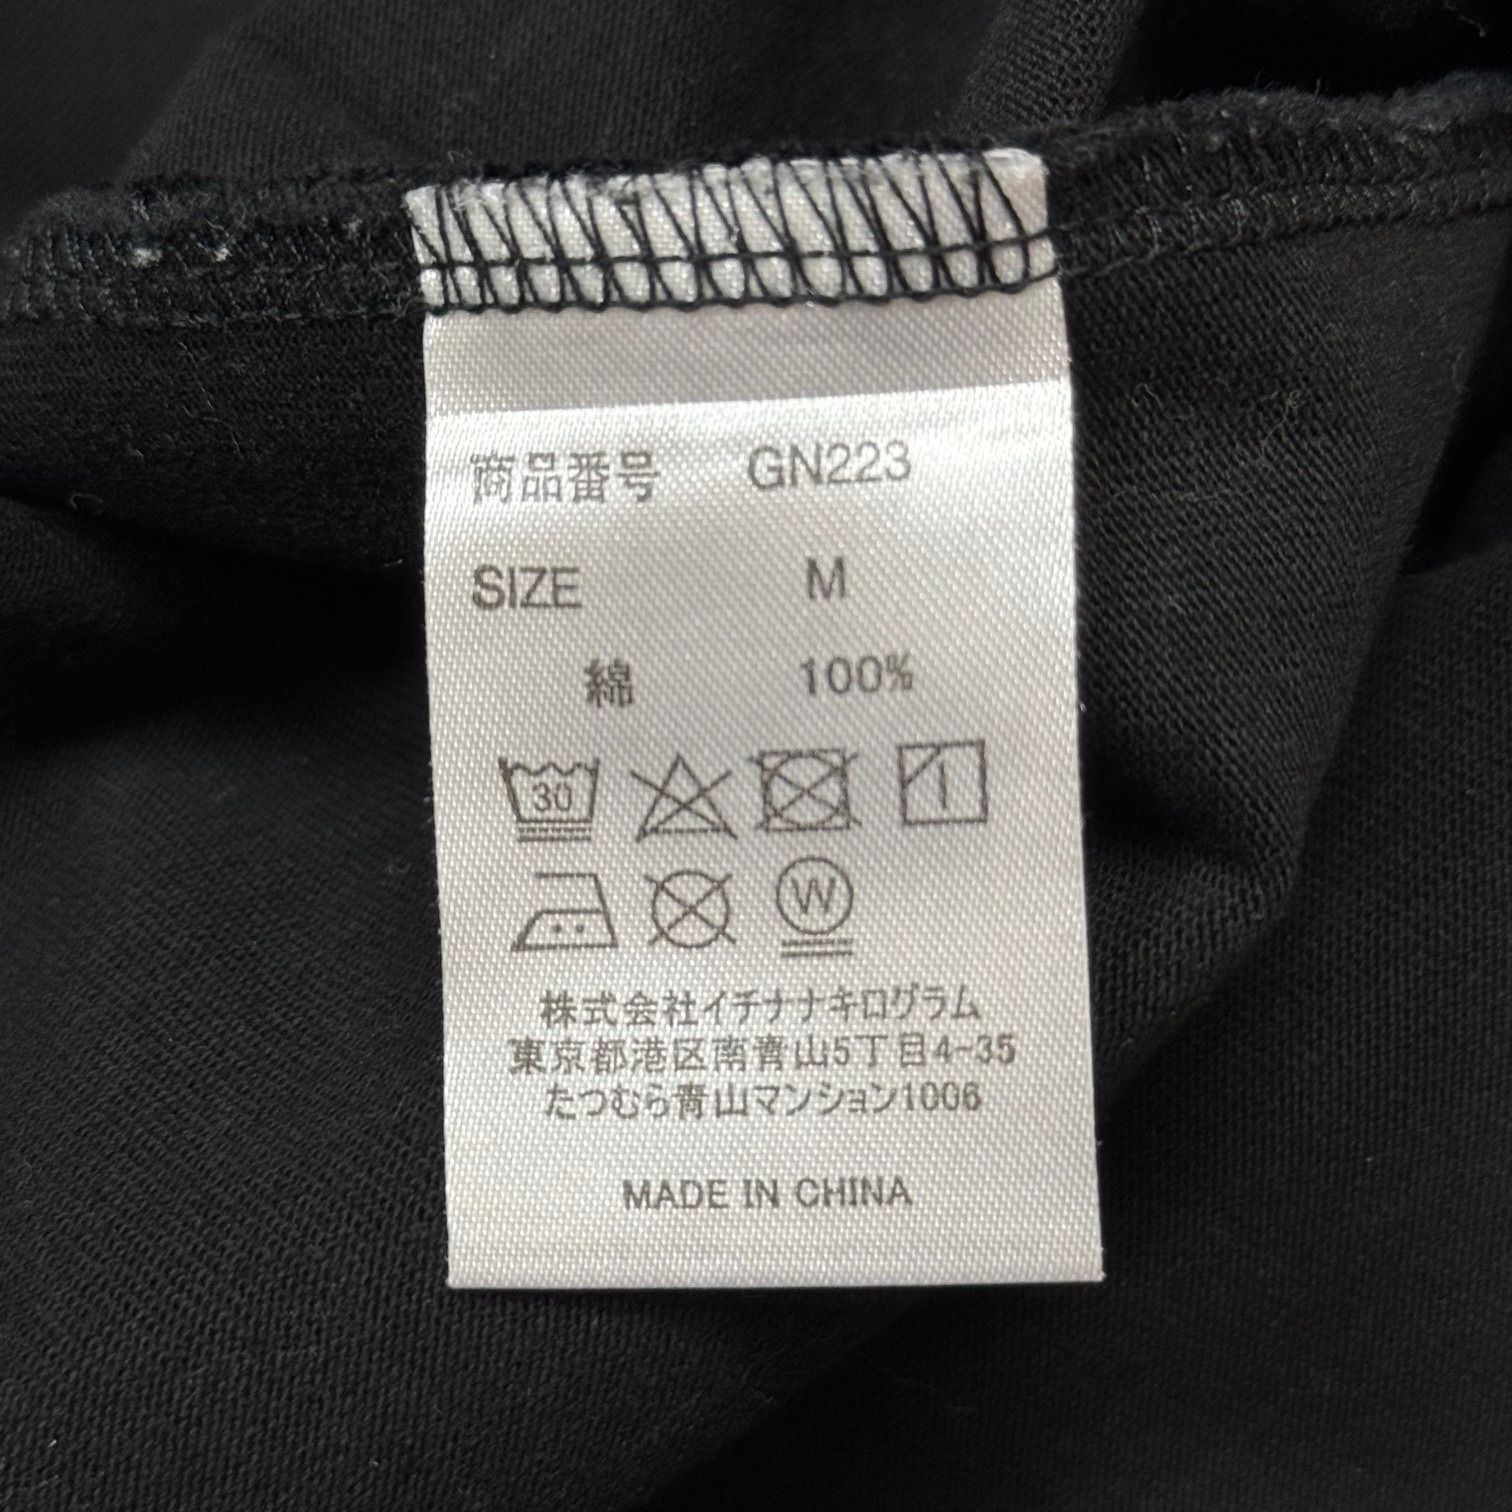 商品番号 GN223
SIZE M
綿 100%
30
W
株式会社イチナナキログラム
東京都港区南青山5丁目4-35
たつむら青山マンション1006
MADE IN CHINA